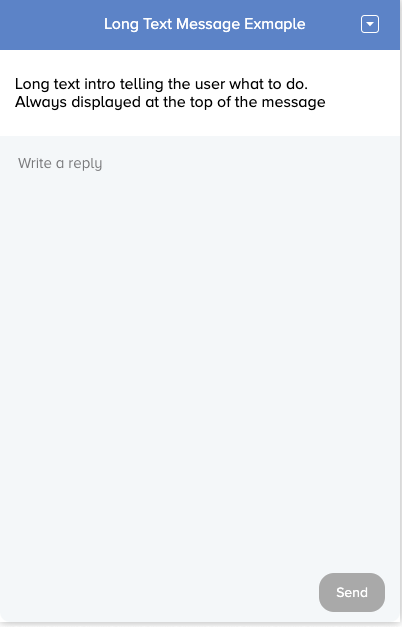 Long Text Message Exmaple
Long text intro telling the user what to do.
Always displayed at the top of the message
Write a reply
Send